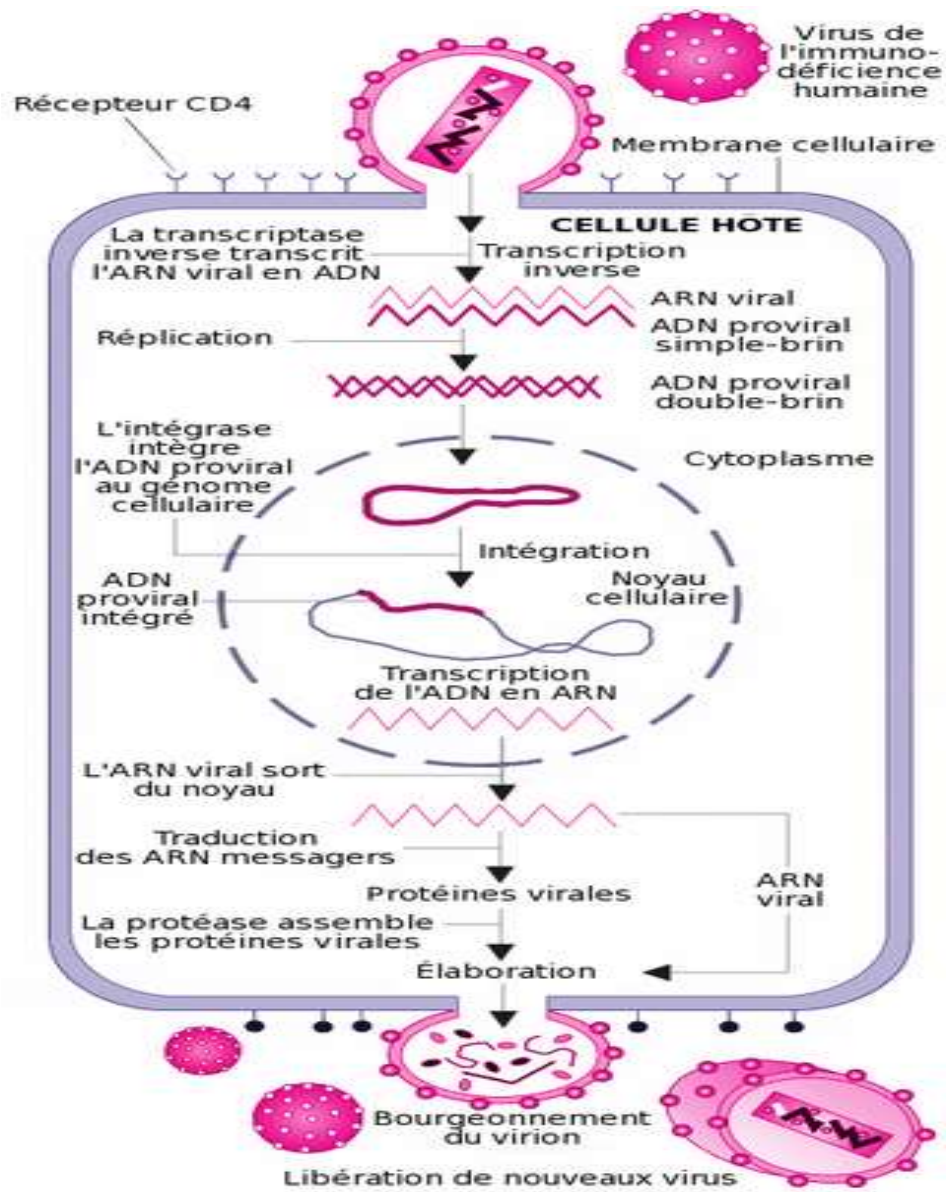 Virus de
l'immuno-
déficience
humaine
Récepteur CD4
Membrane cellulaire
CELLULE HÔTE
La transcriptase
inverse transcrit
l'ARN viral en ADN
Transcription
inverse
ARN viral
ADN proviral
simple-brin
Réplication
ADN proviral
double-brin
L'intégrase
intègre
l'ADN proviral
au génome
cellulaire
Cytoplasme
Intégration
ADN
proviral
intégré
Noyau
cellulaire
Transcription
de l'ADN en ARN
L'ARN viral sort
du noyau
Traduction
des ARN messagers
ARN
viral
Protéines virales
La protéase assemble
les protéines virales
Élaboration
Bourgeonnement
du virion
Libération de nouveaux virus